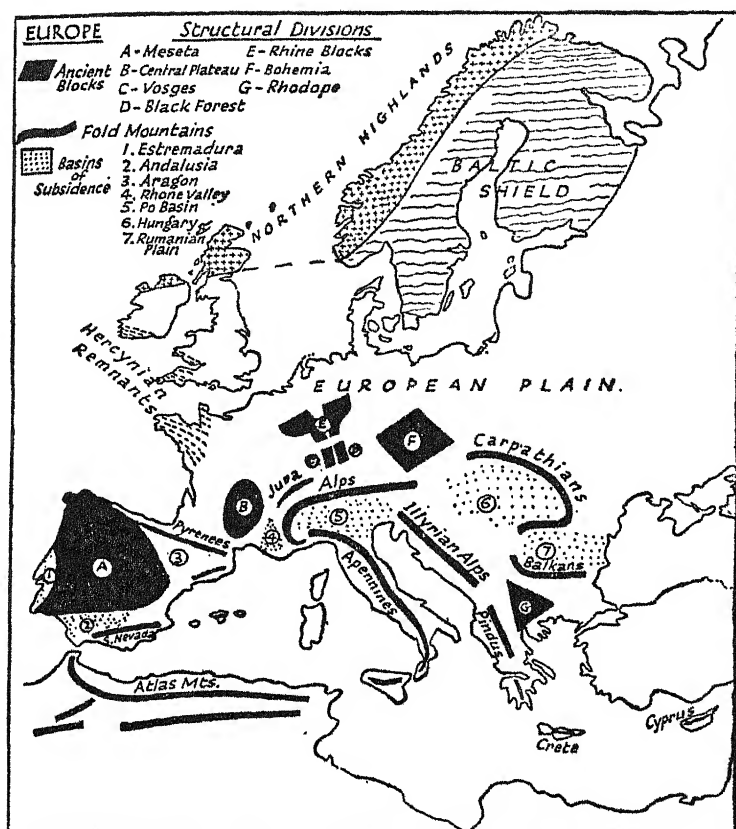 EUROPE
Structural Divisions
Ancient Blocks
A - Meseta
B - Central Plateau
C - Vosges
D - Black Forest
E - Rhine Blocks
F - Bohemia
G - Rhodope
Fold Mountains
Basins of Subsidence
1. Estremadura
2. Andalusia
3. Aragon
4. Rhone Valley
5. Po Basin
6. Hungary
7. Rumanian Plain
NORTHERN HIGHLANDS
BALTIC SHIELD
Hercynian Remnants
EUROPEAN PLAIN.
E
C
D
F
Carpathians
Jura
Alps
B
6
5
4
Pyrenees
Illynian Alps
7
Balkans
3
A
1
Apennines
G
2
S. Nevada
Pindus
Atlas Mts.
Cyprus
Crete